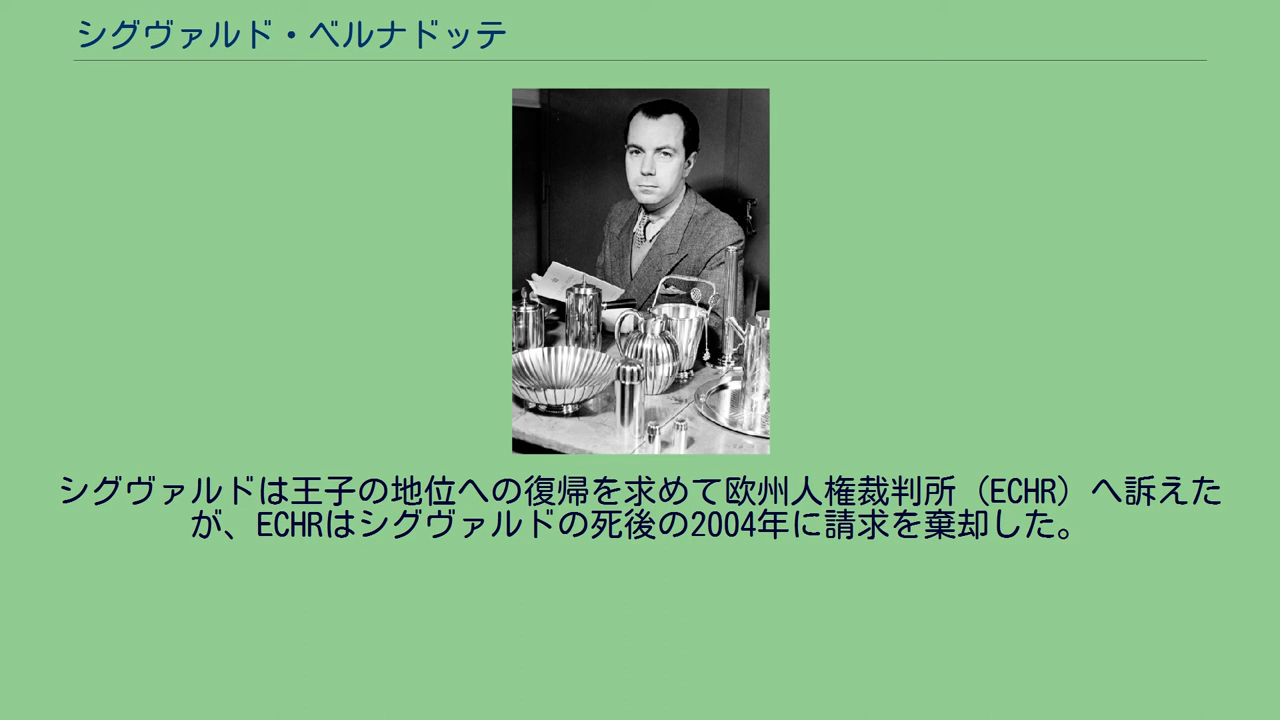 シグヴァルド・ベルナドッテ
シグヴァルドは王子の地位への復帰を求めて欧州人権裁判所（ECHR）へ訴えた
が、ECHRはシグヴァルドの死後の2004年に請求を棄却した。